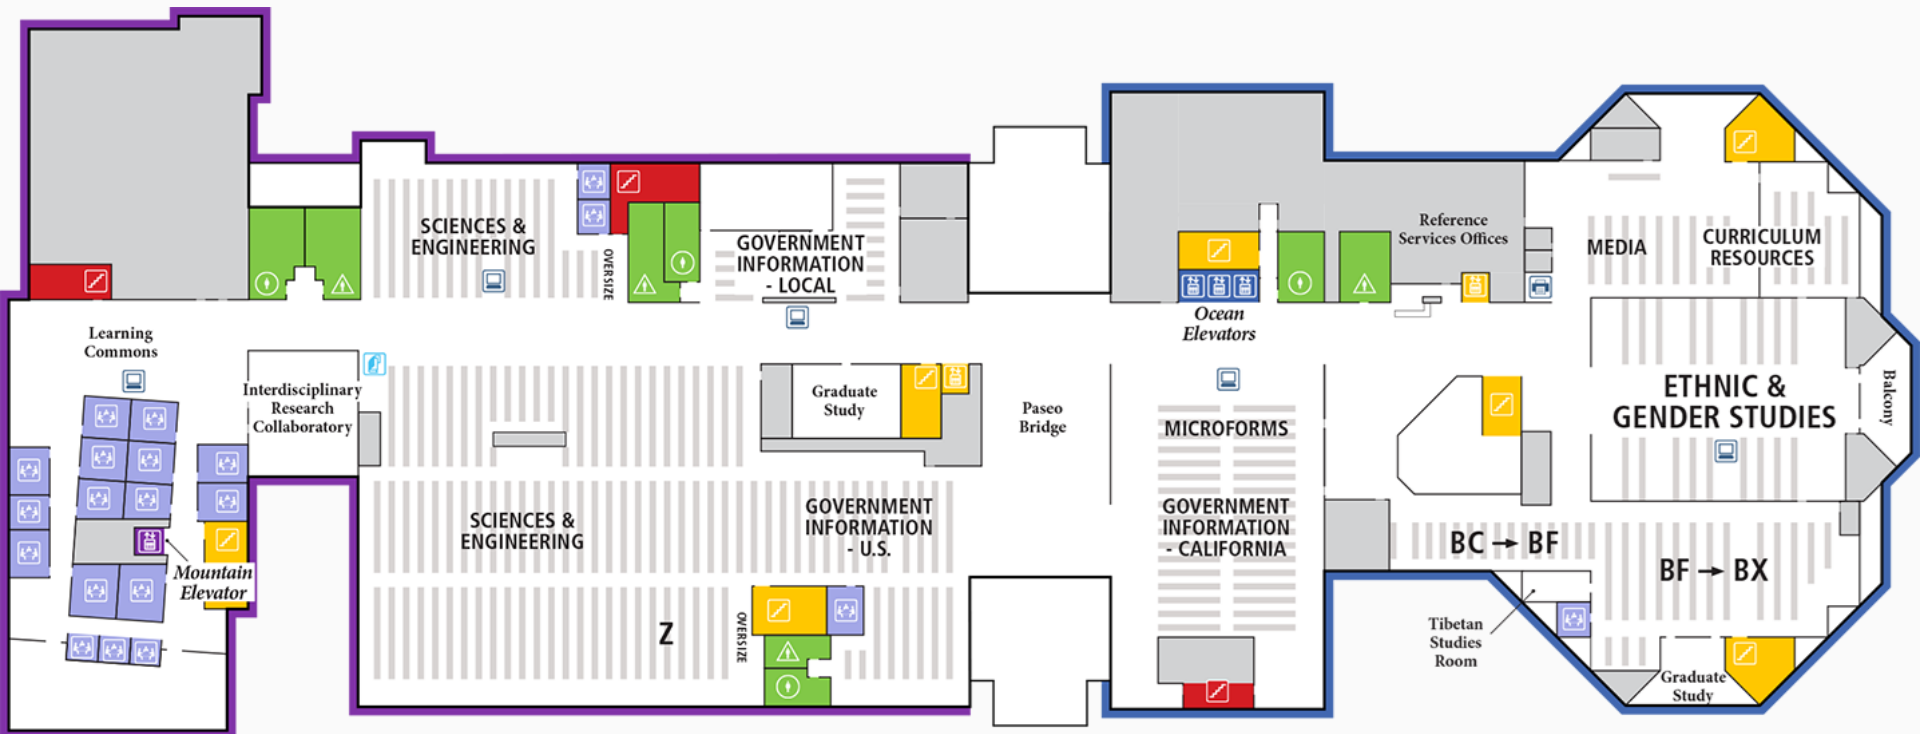 SCIENCES &
ENGINEERING
OVERSIZE
GOVERNMENT
INFORMATION
- LOCAL
Reference
Services Offices
MEDIA
CURRICULUM
RESOURCES
Learning
Commons
Ocean
Elevators
Interdisciplinary
Research
Collaboratory
Graduate
Study
Paseo
Bridge
MICROFORMS
ETHNIC &
GENDER STUDIES
Balcony
SCIENCES &
ENGINEERING
GOVERNMENT
INFORMATION
- U.S.
GOVERNMENT
INFORMATION
- CALIFORNIA
BC → BF
BF → BX
Mountain
Elevator
Z
OVERSIZE
Tibetan
Studies
Room
Graduate
Study